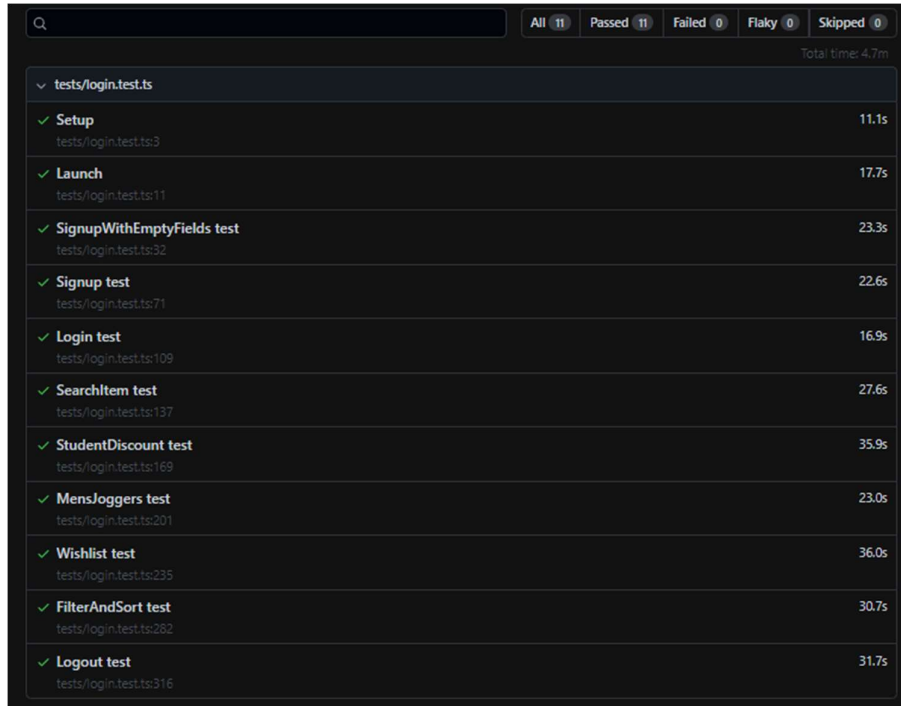 All 11 Passed 11 Failed 0 Flaky 0 Skipped 0
Total time: 4.7m
tests/login.test.ts
Setup 11.1s
tests/login.test.ts:3
Launch 17.7s
tests/login.test.ts:11
SignupWithEmptyFields test 23.3s
tests/login.test.ts:32
Signup test 22.6s
tests/login.test.ts:71
Login test 16.9s
tests/login.test.ts:109
SearchItem test 27.6s
tests/login.test.ts:137
StudentDiscount test 35.9s
tests/login.test.ts:169
MensJoggers test 23.0s
tests/login.test.ts:201
Wishlist test 36.0s
tests/login.test.ts:235
FilterAndSort test 30.7s
tests/login.test.ts:282
Logout test 31.7s
tests/login.test.ts:316